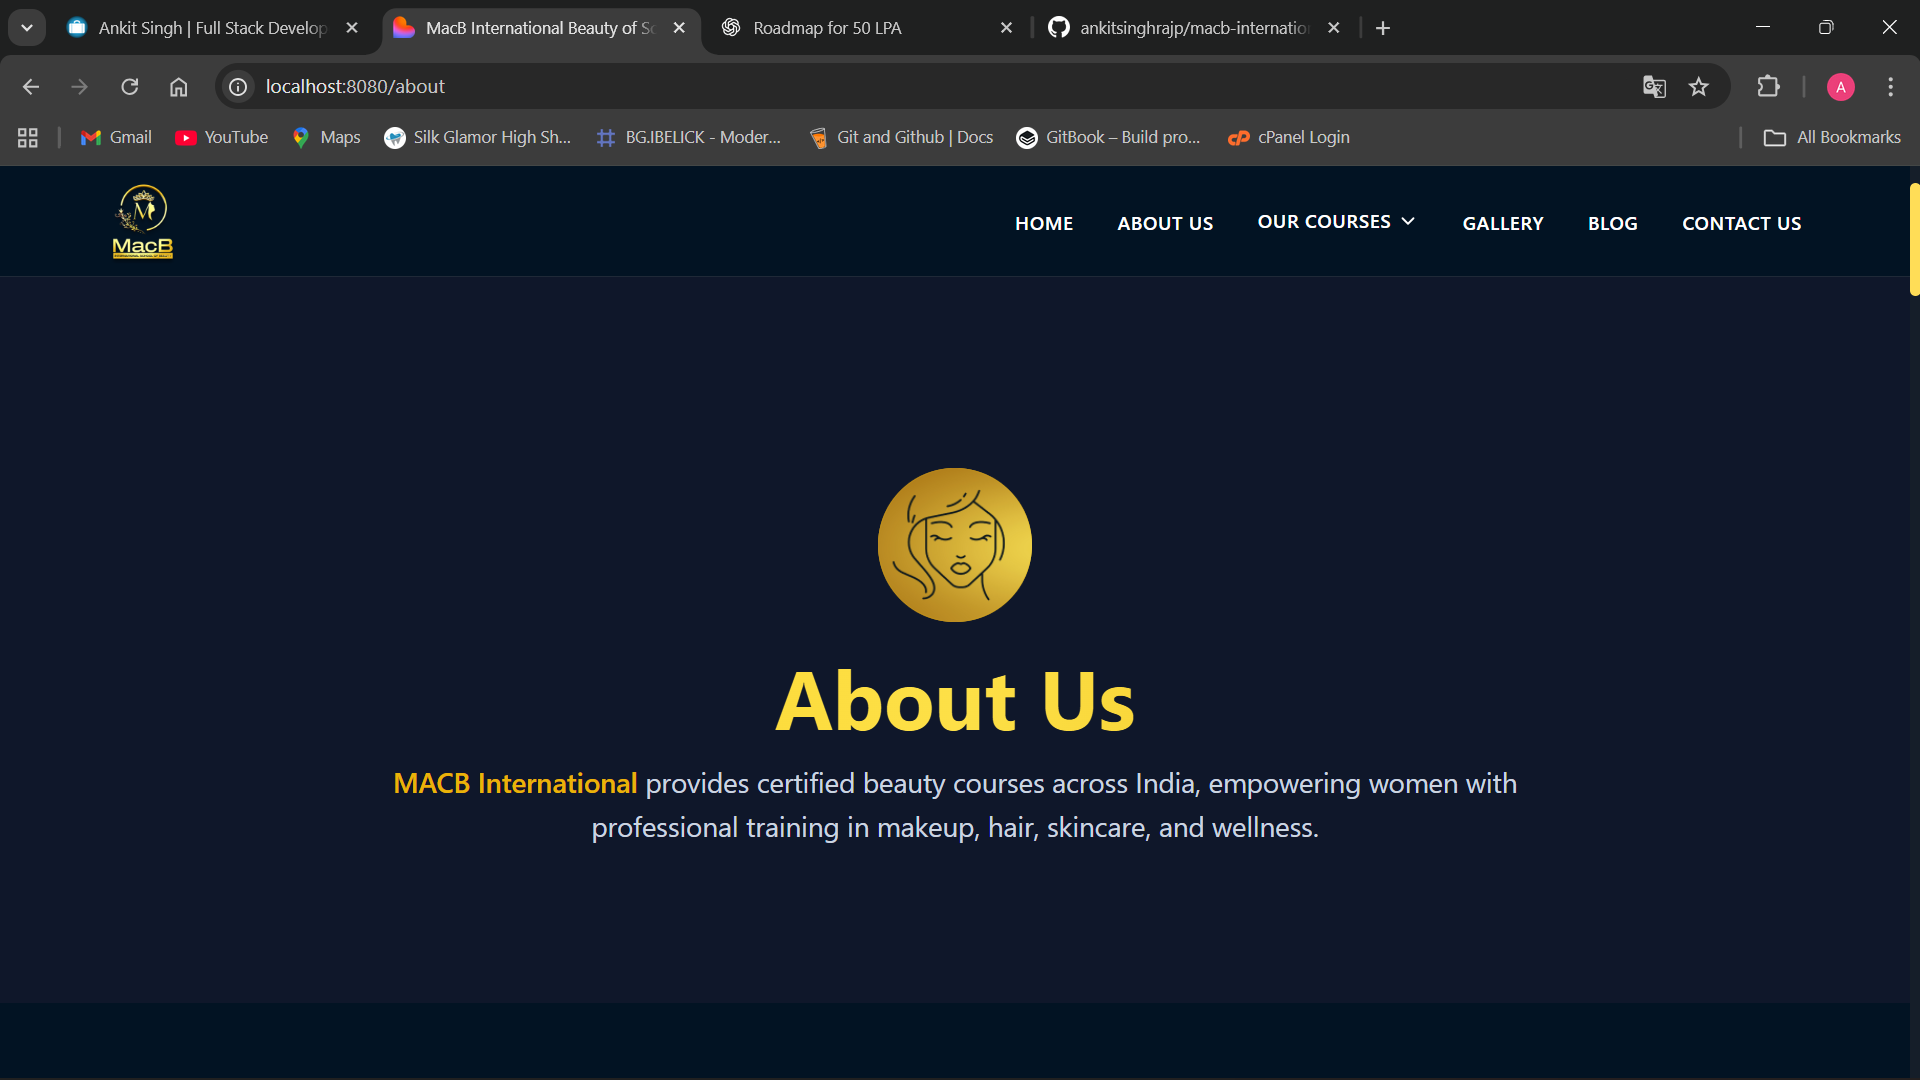 Ankit Singh | Full Stack Develop
MacB International Beauty of Sc
Roadmap for 50 LPA
ankitsinghrajp/macb-internatio
localhost:8080/about
A
Gmail
YouTube
Maps
Silk Glamor High Sh...
BG.IBELICK - Moder...
Git and Github | Docs
GitBook – Build pro...
cPanel Login
All Bookmarks
M
MacB
HOME
ABOUT US
OUR COURSES
GALLERY
BLOG
CONTACT US
About Us
MACB International provides certified beauty courses across India, empowering women with
professional training in makeup, hair, skincare, and wellness.